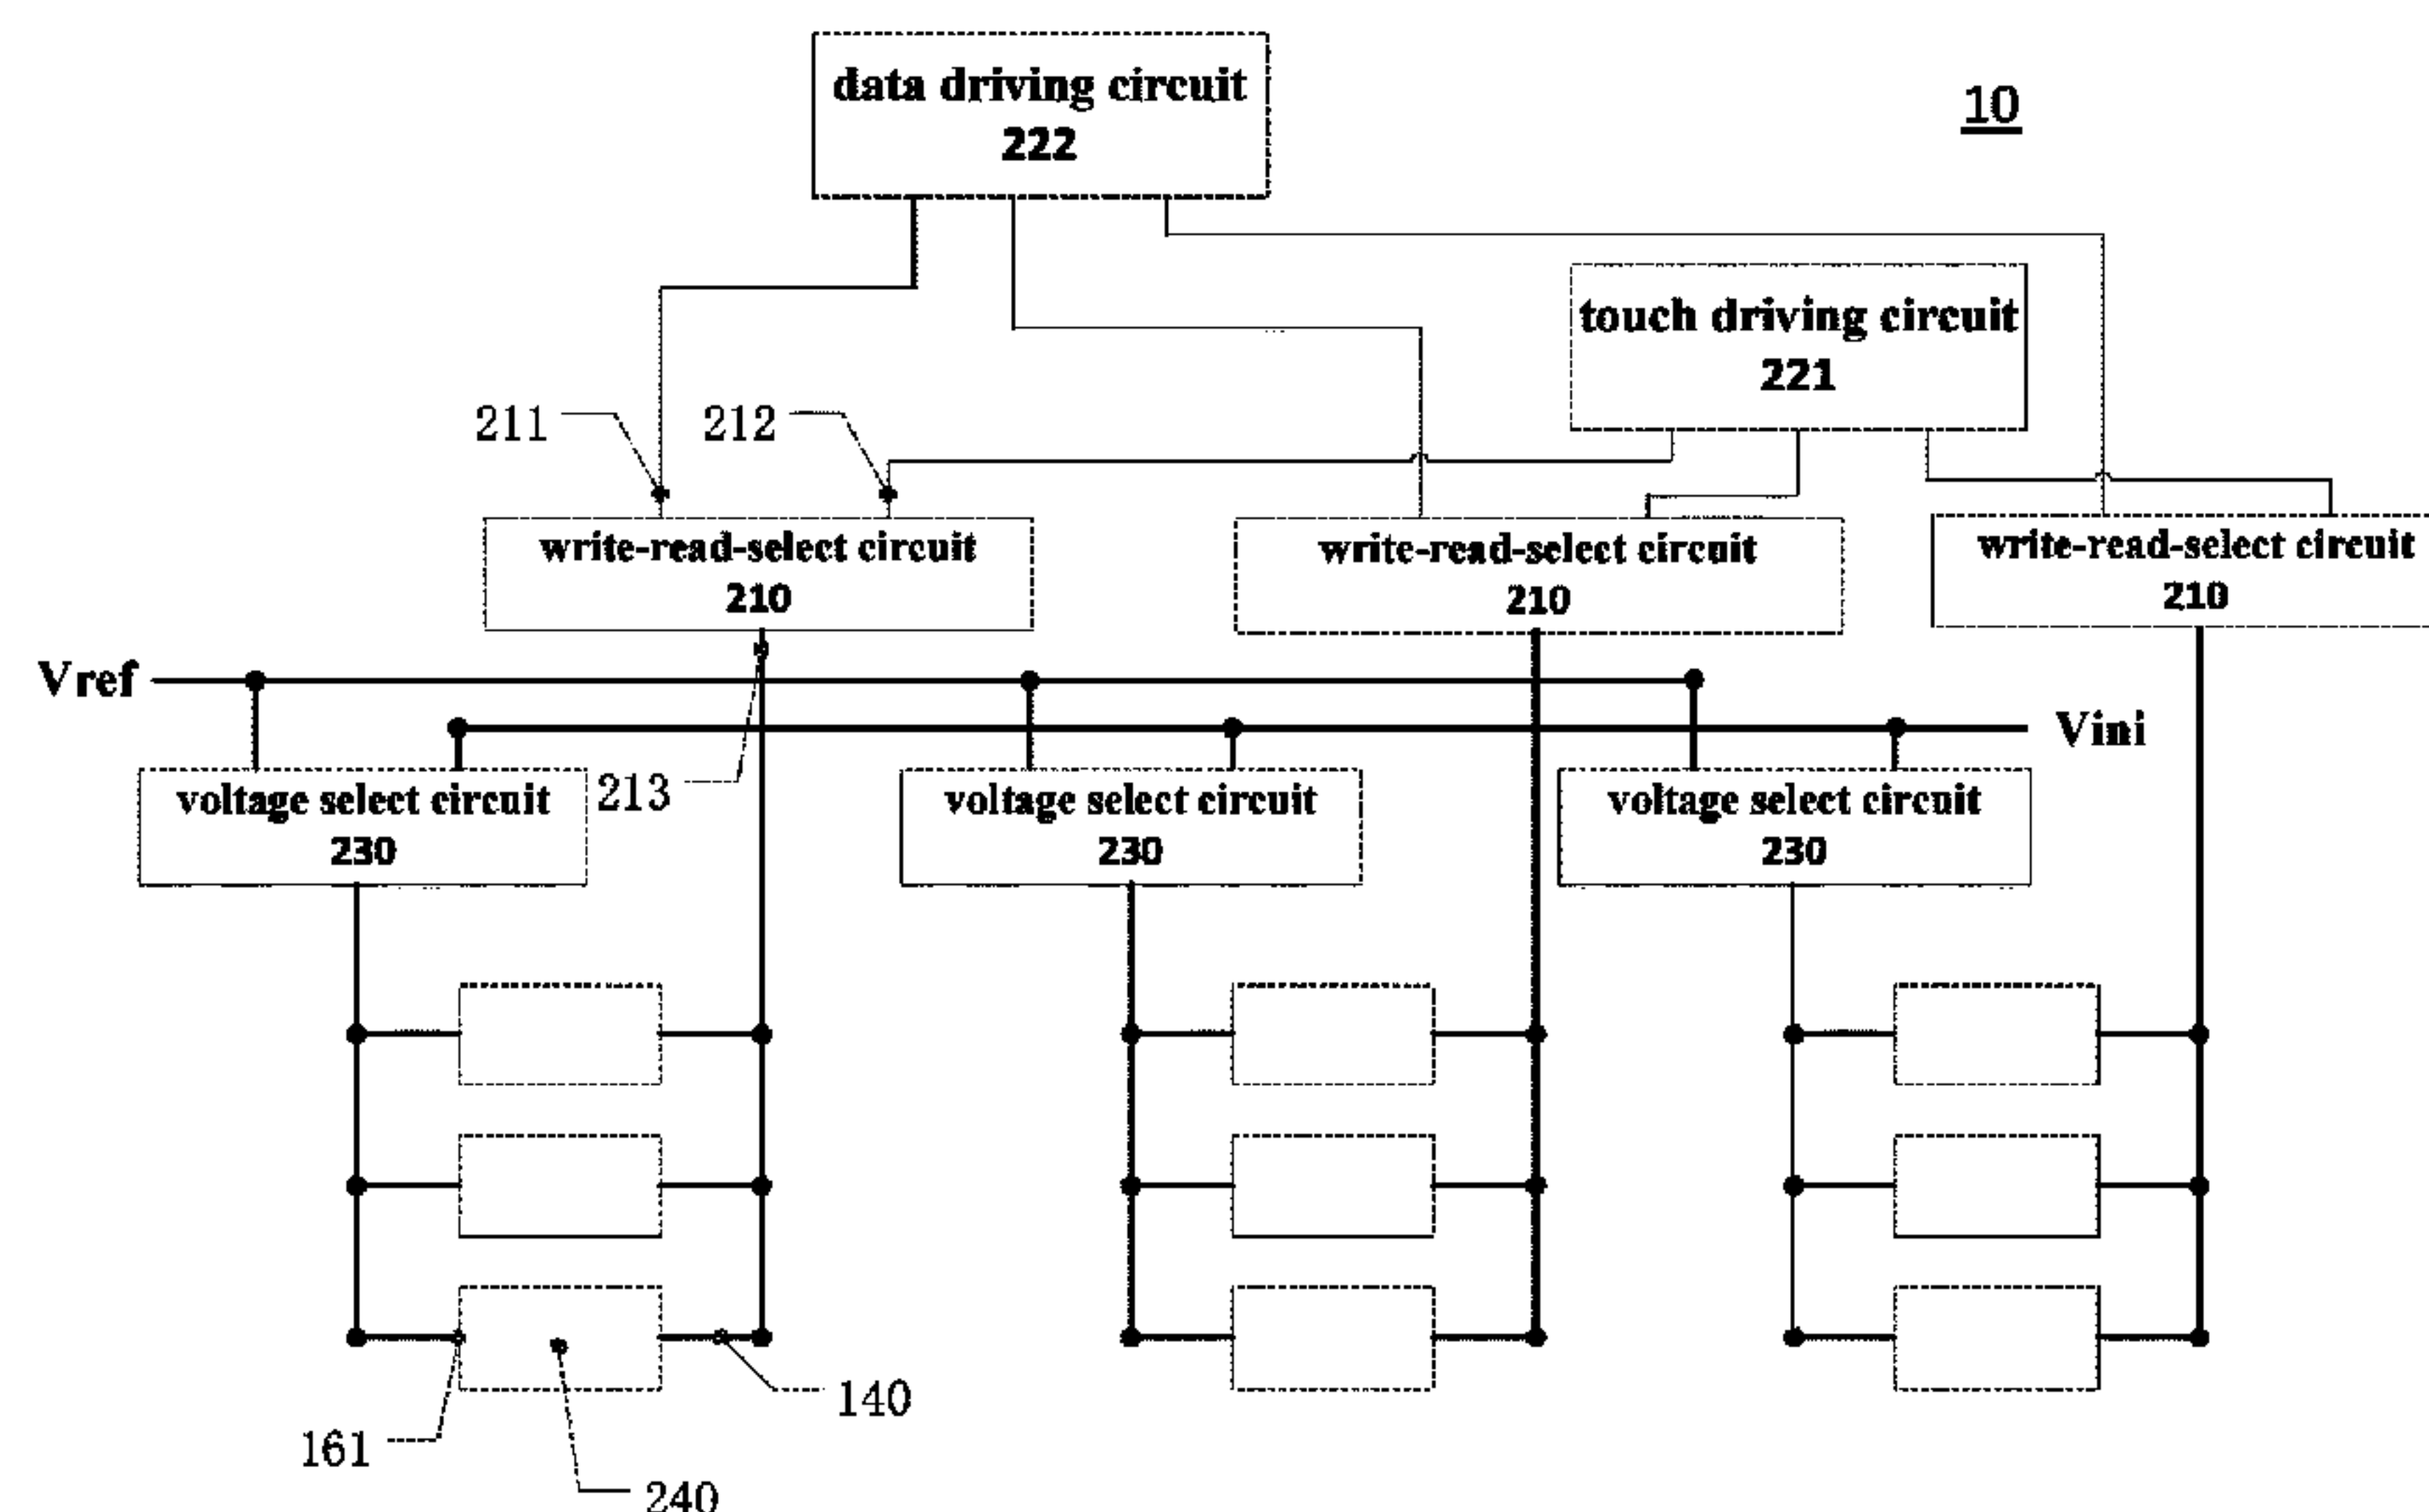 data driving circuit
222
10
touch driving circuit
221
211
212
write-read-select circuit
210
write-read-select circuit
210
write-read-select circuit
210
Vref
213
Vini
voltage select circuit
230
voltage select circuit
230
voltage select circuit
230
140
161
240